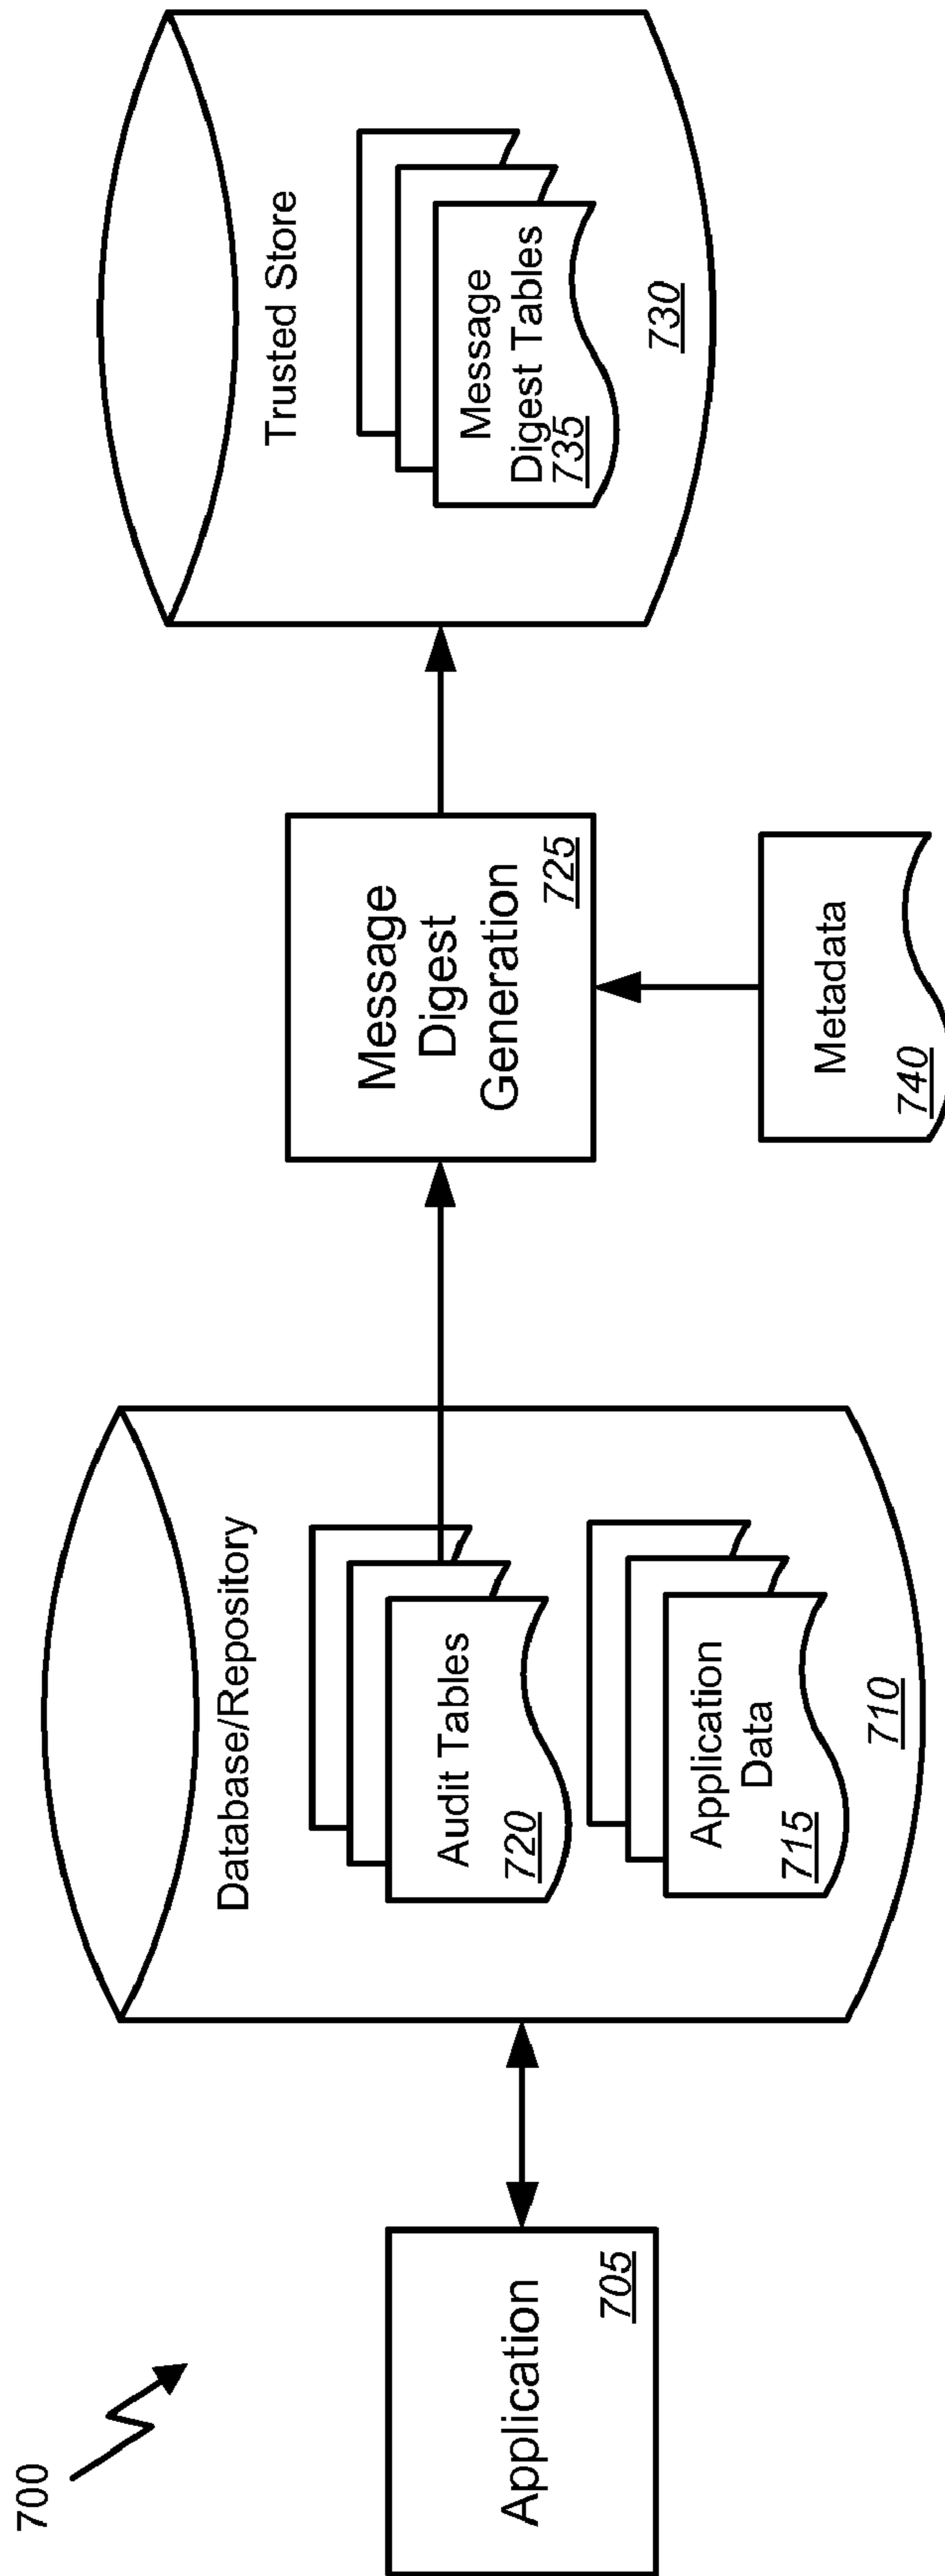 700
Application
705
Database/Repository
Audit Tables
720
Application
Data
715
710
Message
Digest
Generation
725
Metadata
740
Trusted Store
Message
Digest Tables
735
730